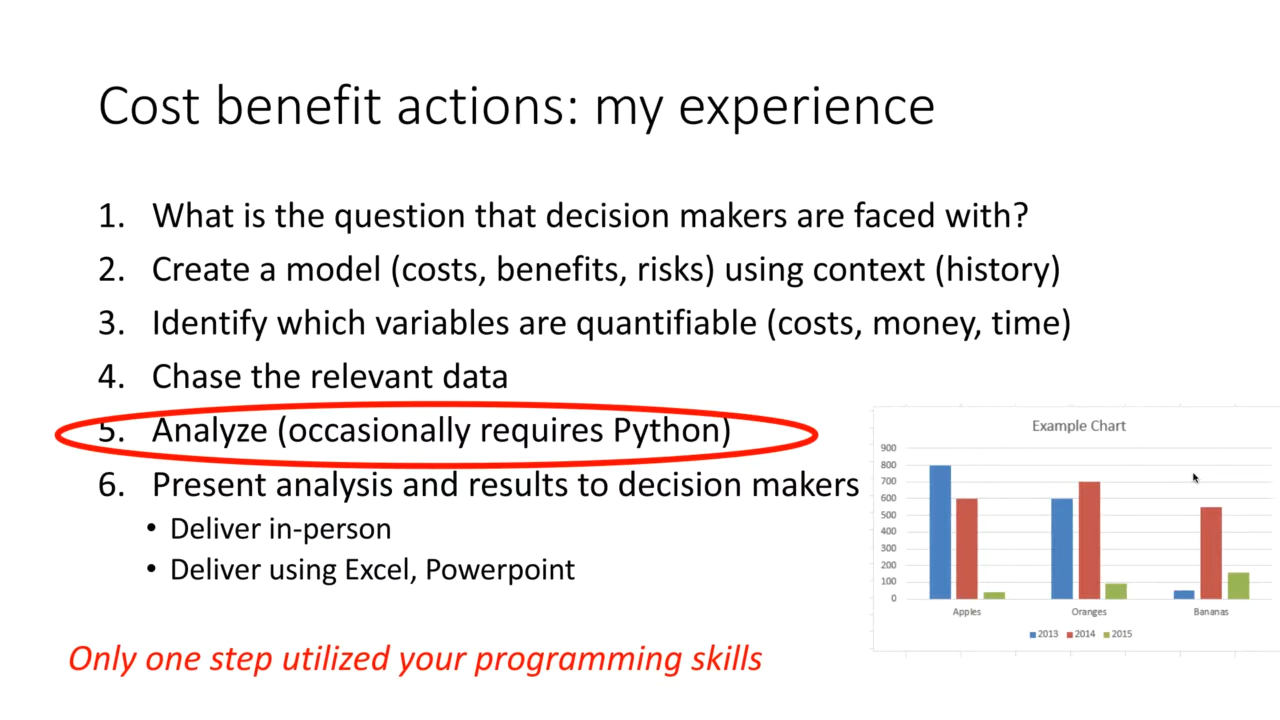 Cost benefit actions: my experience
1. What is the question that decision makers are faced with?
2. Create a model (costs, benefits, risks) using context (history)
3. Identify which variables are quantifiable (costs, money, time)
4. Chase the relevant data
5. Analyze (occasionally requires Python)
6. Present analysis and results to decision makers
• Deliver in-person
• Deliver using Excel, Powerpoint
Only one step utilized your programming skills
Example Chart
900
800
700
600
500
400
300
200
100
0
Apples Oranges Bananas
2013 2014 2015